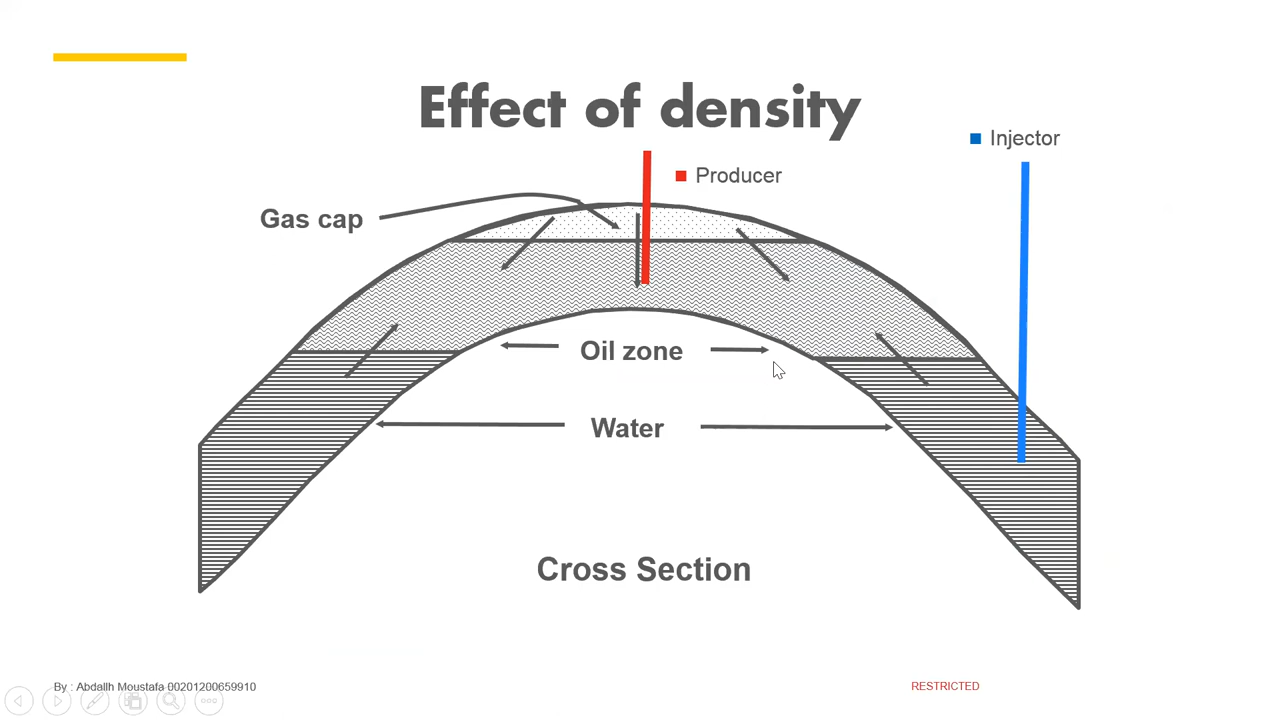 Effect of density
Injector
Producer
Gas cap
Oil zone
Water
Cross Section
By : Abdallh Moustafa 00201200659910
RESTRICTED